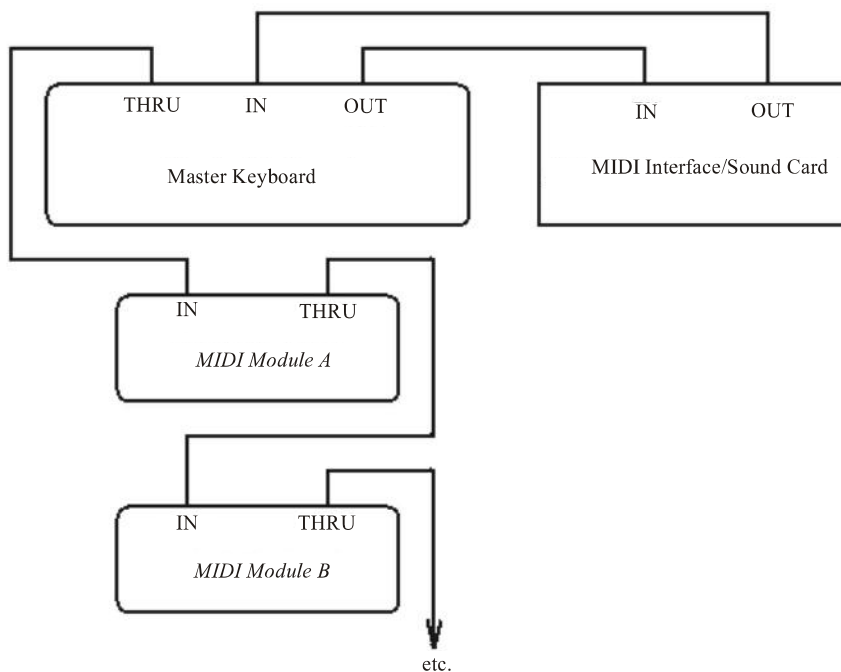 THRU IN OUT
Master Keyboard
IN OUT
MIDI Interface/Sound Card
IN THRU
MIDI Module A
IN THRU
MIDI Module B
etc.